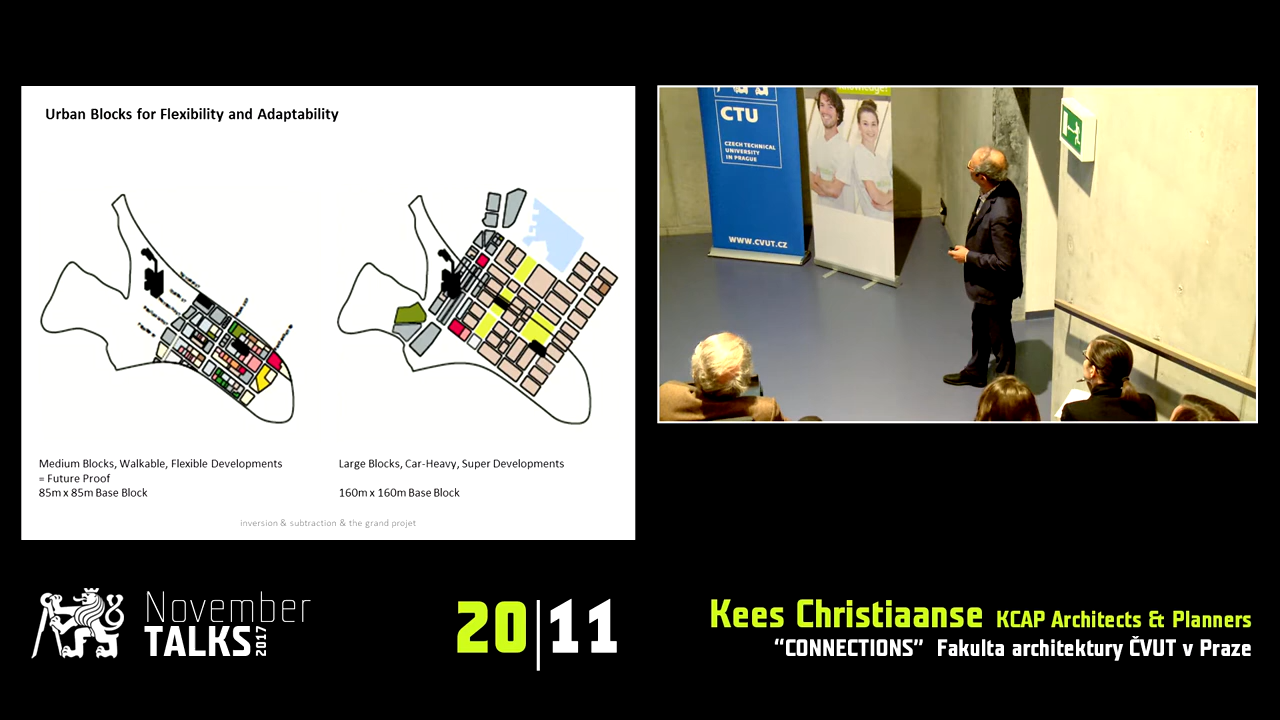 Urban Blocks for Flexibility and Adaptability
Medium Blocks, Walkable, Flexible Developments
= Future Proof
85m x 85m Base Block
Large Blocks, Car-Heavy, Super Developments
160m x 160m Base Block
inversion & subtraction & the grand projet
CTU
CZECH TECHNICAL
UNIVERSITY
IN PRAGUE
WWW.CVUT.CZ
November
TALKS 2017
20|11
Kees Christiaanse KCAP Architects & Planners
“CONNECTIONS” Fakulta architektury ČVUT v Praze